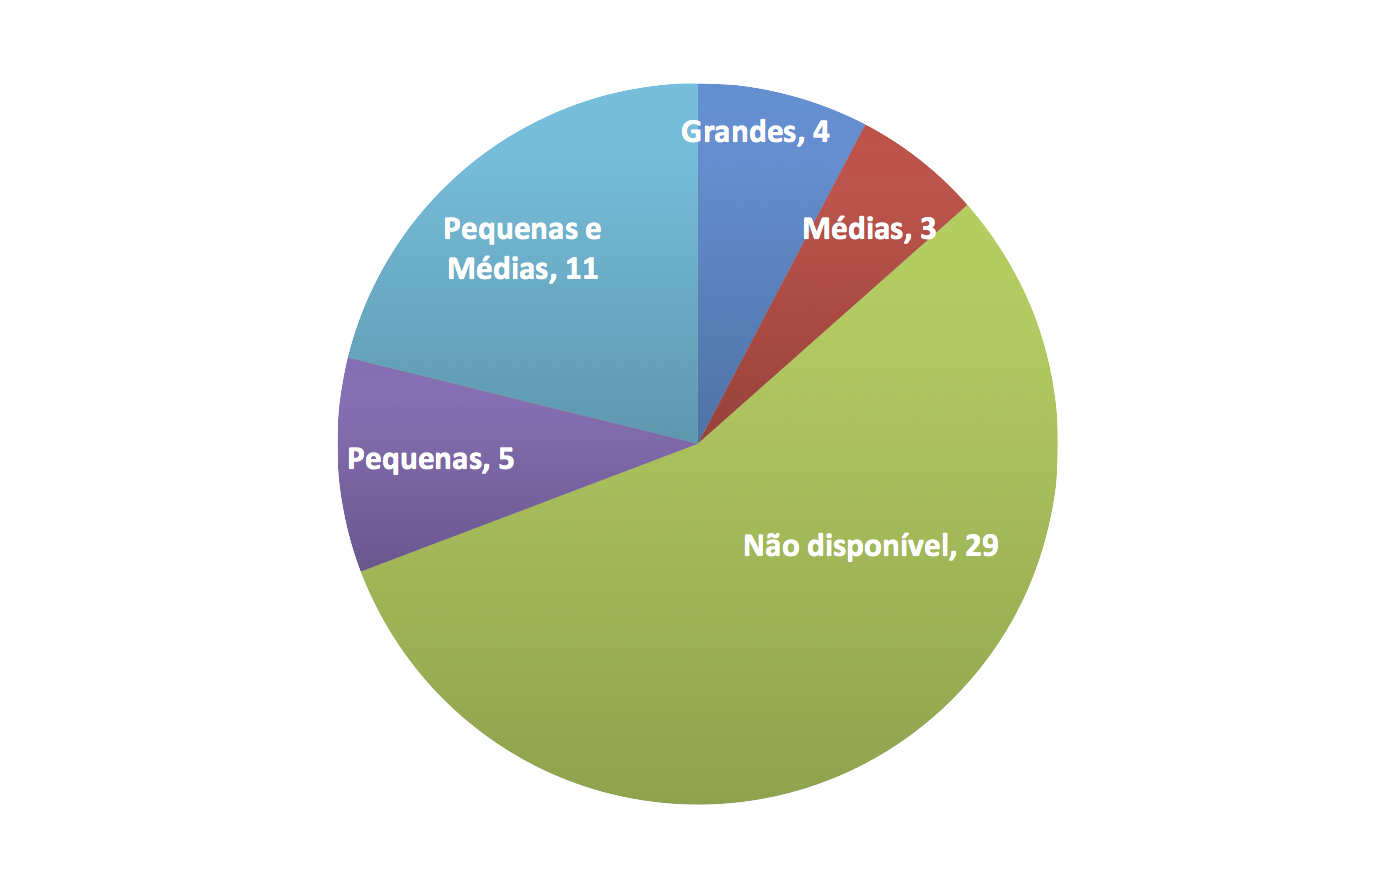 Grandes, 4
Médias, 3
Pequenas e
Médias, 11
Pequenas, 5
Não disponível, 29